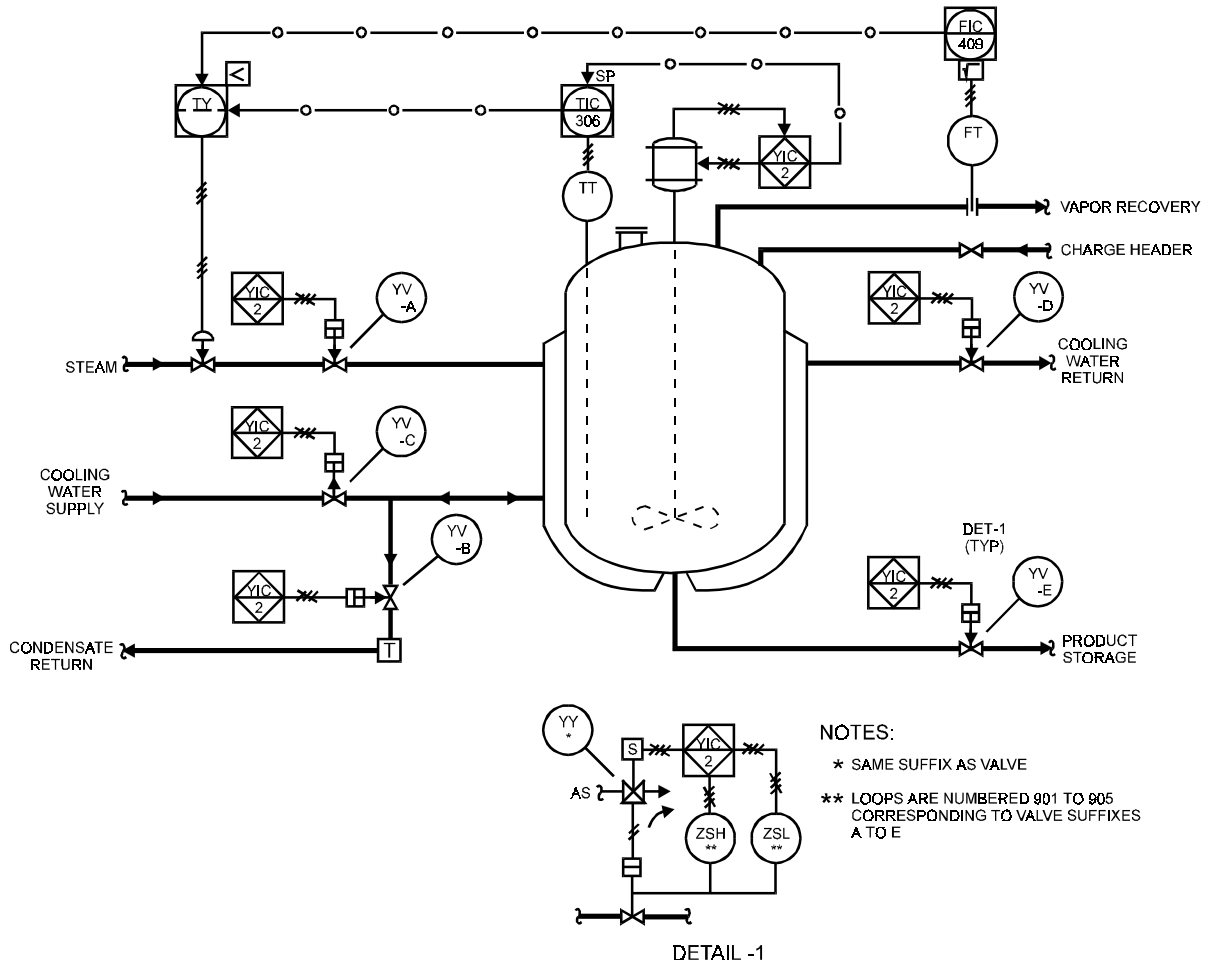 FIC
409
√
<
TY
SP
TIC
306
YIC
2
FT
TT
VAPOR RECOVERY
CHARGE HEADER
YIC
2
YV
-A
YIC
2
YV
-D
STEAM
COOLING
WATER
RETURN
YIC
2
YV
-C
COOLING
WATER
SUPPLY
YV
-B
DET-1
(TYP)
YIC
2
YIC
2
YV
-E
CONDENSATE
RETURN
T
PRODUCT
STORAGE
YY
*
S
YIC
2
AS
ZSH
**
ZSL
**
NOTES:
* SAME SUFFIX AS VALVE
** LOOPS ARE NUMBERED 901 TO 905
CORRESPONDING TO VALVE SUFFIXES
A TO E
DETAIL -1